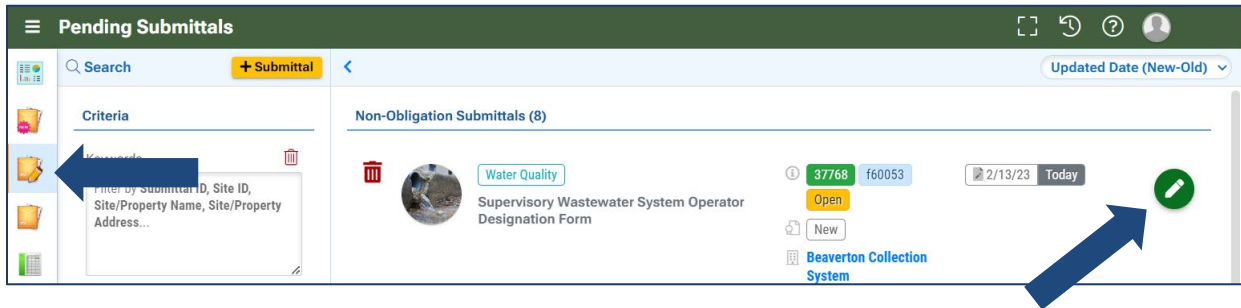 Pending Submittals
Search
+ Submittal
Updated Date (New-Old)
Criteria
Non-Obligation Submittals (8)
Keywords
Filter by Submittal ID, Site ID,
Site/Property Name, Site/Property
Address...
NEW
Water Quality
Supervisory Wastewater System Operator
Designation Form
37768 f60053
Open
New
Beaverton Collection
System
2/13/23 Today